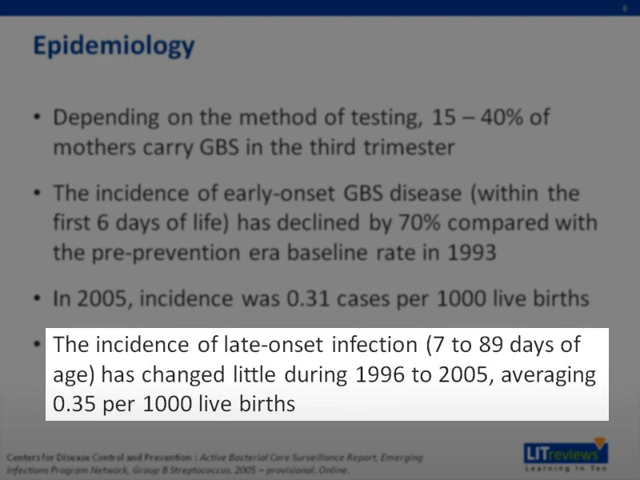 8
Epidemiology
• Depending on the method of testing, 15 – 40% of
mothers carry GBS in the third trimester
• The incidence of early-onset GBS disease (within the
first 6 days of life) has declined by 70% compared with
the pre-prevention era baseline rate in 1993
• In 2005, incidence was 0.31 cases per 1000 live births
• The incidence of late-onset infection (7 to 89 days of
age) has changed little during 1996 to 2005, averaging
0.35 per 1000 live births
Centers for Disease Control and Prevention : Active Bacterial Core Surveillance Report, Emerging
Infections Program Network, Group B Streptococcus, 2005 – provisional. Online.
LITreviews
Learning In Ten